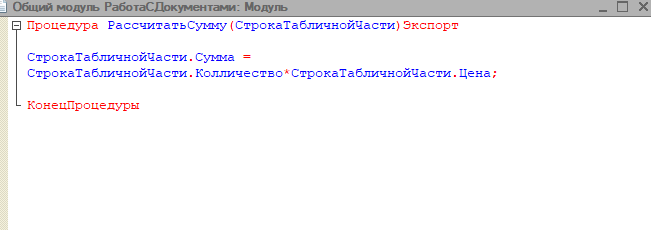 Общий модуль РаботаСДокументами: Модуль
Процедура РассчитатьСумму(СтрокаТабличнойЧасти)Экспорт
СтрокаТабличнойЧасти.Сумма =
СтрокаТабличнойЧасти.Колличество*СтрокаТабличнойЧасти.Цена;
КонецПроцедуры